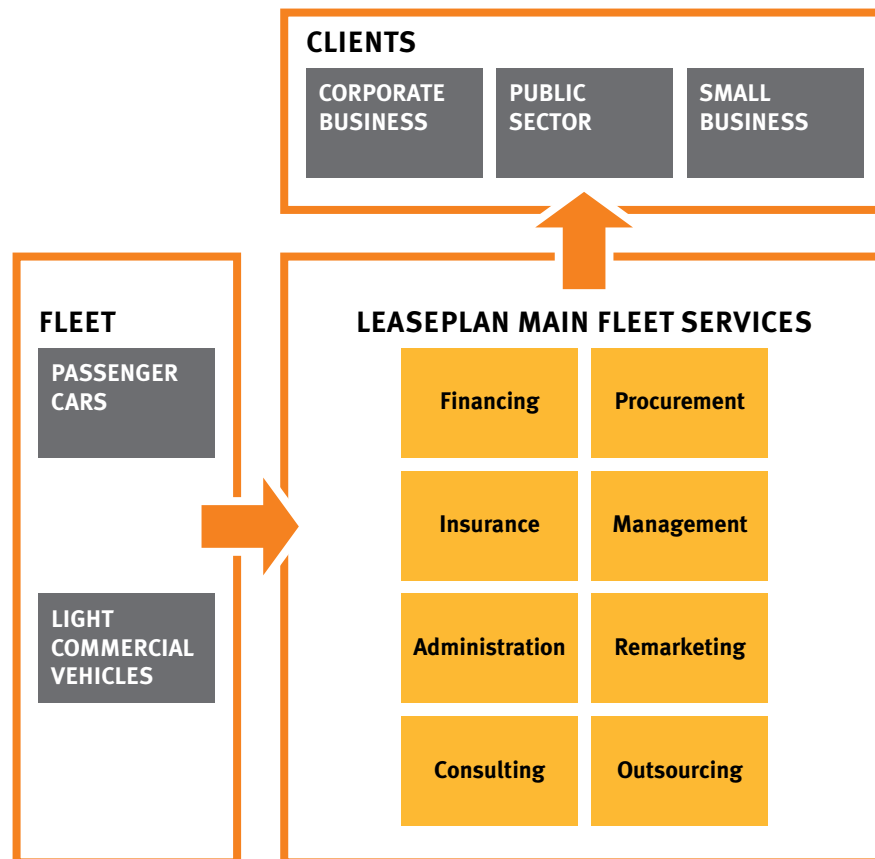 CLIENTS
CORPORATE
BUSINESS
PUBLIC
SECTOR
SMALL
BUSINESS
FLEET
PASSENGER
CARS
LIGHT
COMMERCIAL
VEHICLES
LEASEPLAN MAIN FLEET SERVICES
Financing
Procurement
Insurance
Management
Administration
Remarketing
Consulting
Outsourcing